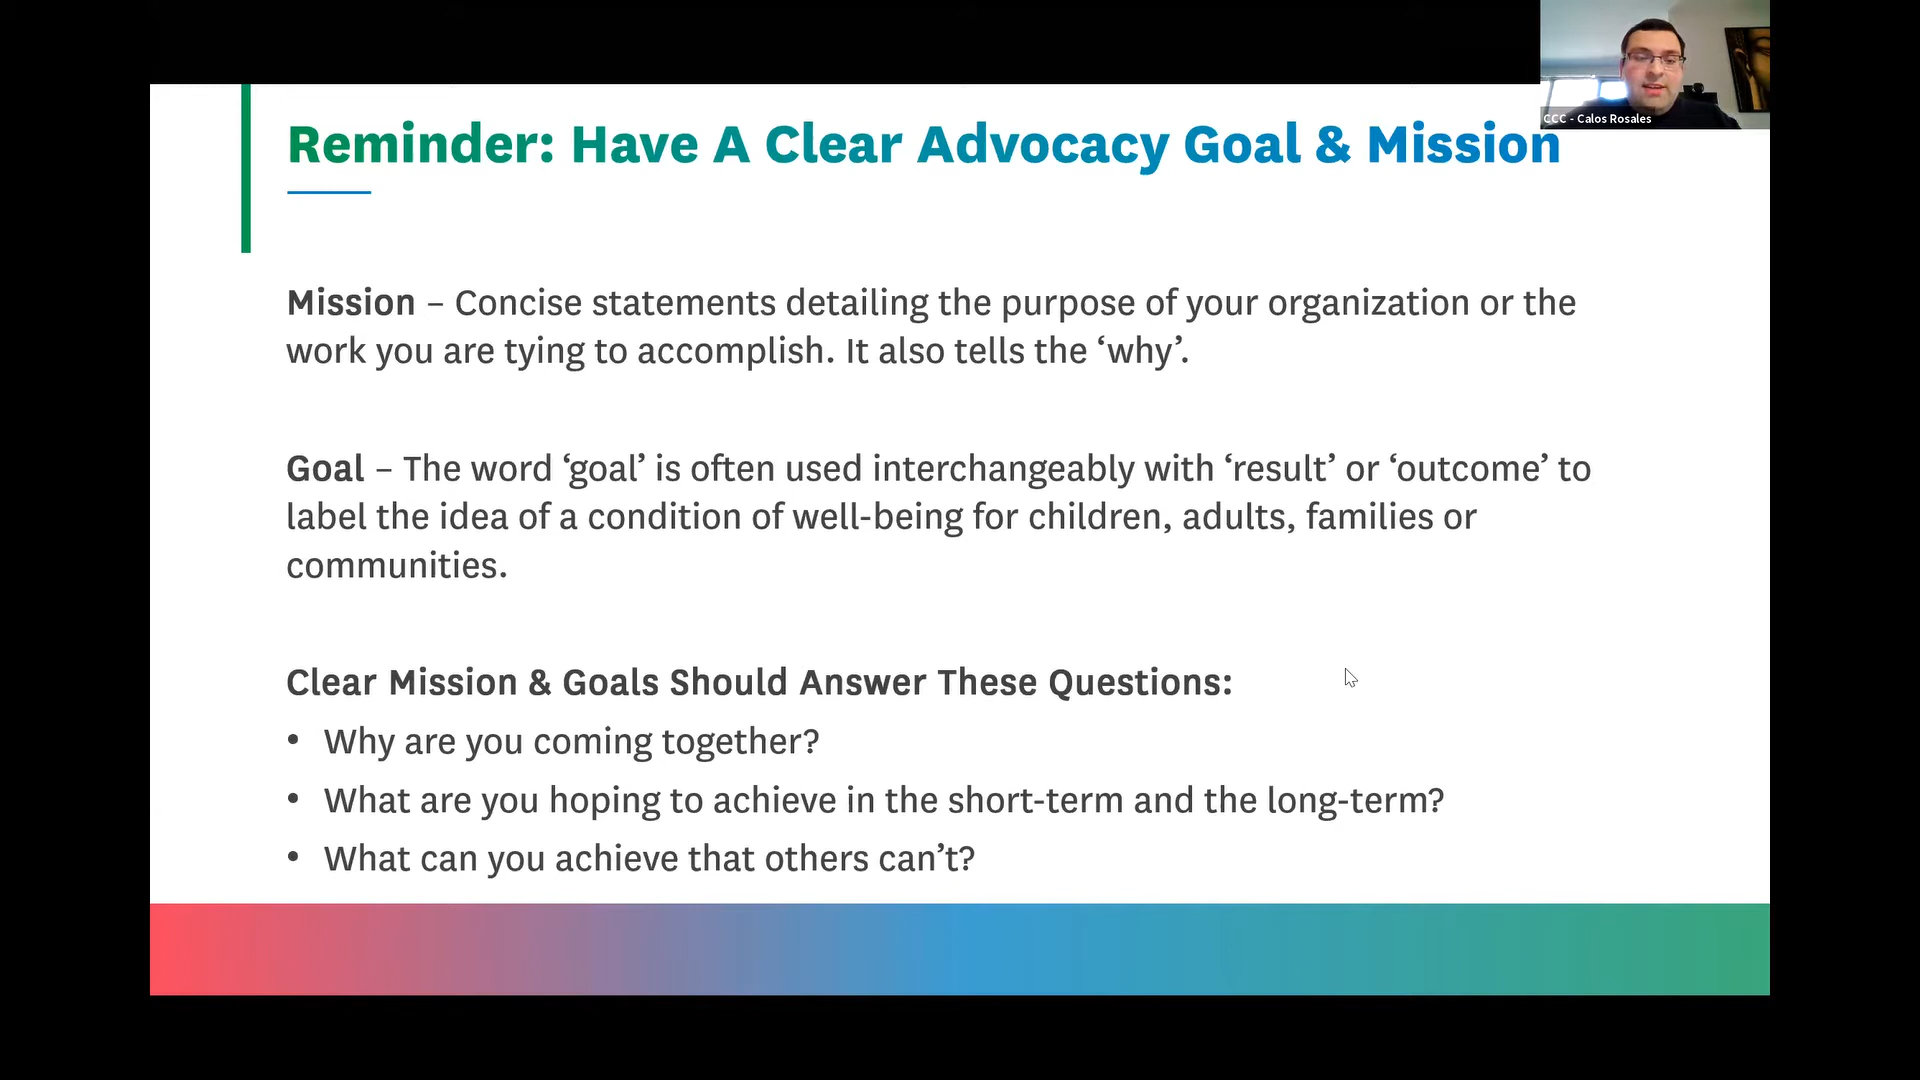 CCC - Calos Rosales
Reminder: Have A Clear Advocacy Goal & Mission
Mission – Concise statements detailing the purpose of your organization or the
work you are tying to accomplish. It also tells the ‘why’.
Goal – The word ‘goal’ is often used interchangeably with ‘result’ or ‘outcome’ to
label the idea of a condition of well-being for children, adults, families or
communities.
Clear Mission & Goals Should Answer These Questions:
• Why are you coming together?
• What are you hoping to achieve in the short-term and the long-term?
• What can you achieve that others can’t?